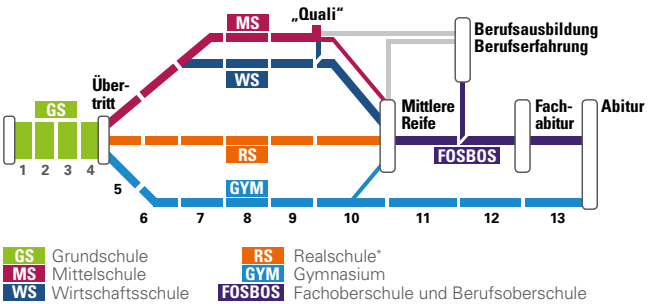 MS
„Quali“
Berufsausbildung
Berufserfahrung
WS
Über-
tritt
GS
Mittlere
Reife
Fach-
abitur
Abitur
RS
FOSBOS
1 2 3 4
5
GYM
6 7 8 9 10 11 12 13
GS Grundschule
MS Mittelschule
WS Wirtschaftsschule
RS Realschule*
GYM Gymnasium
FOSBOS Fachoberschule und Berufsoberschule